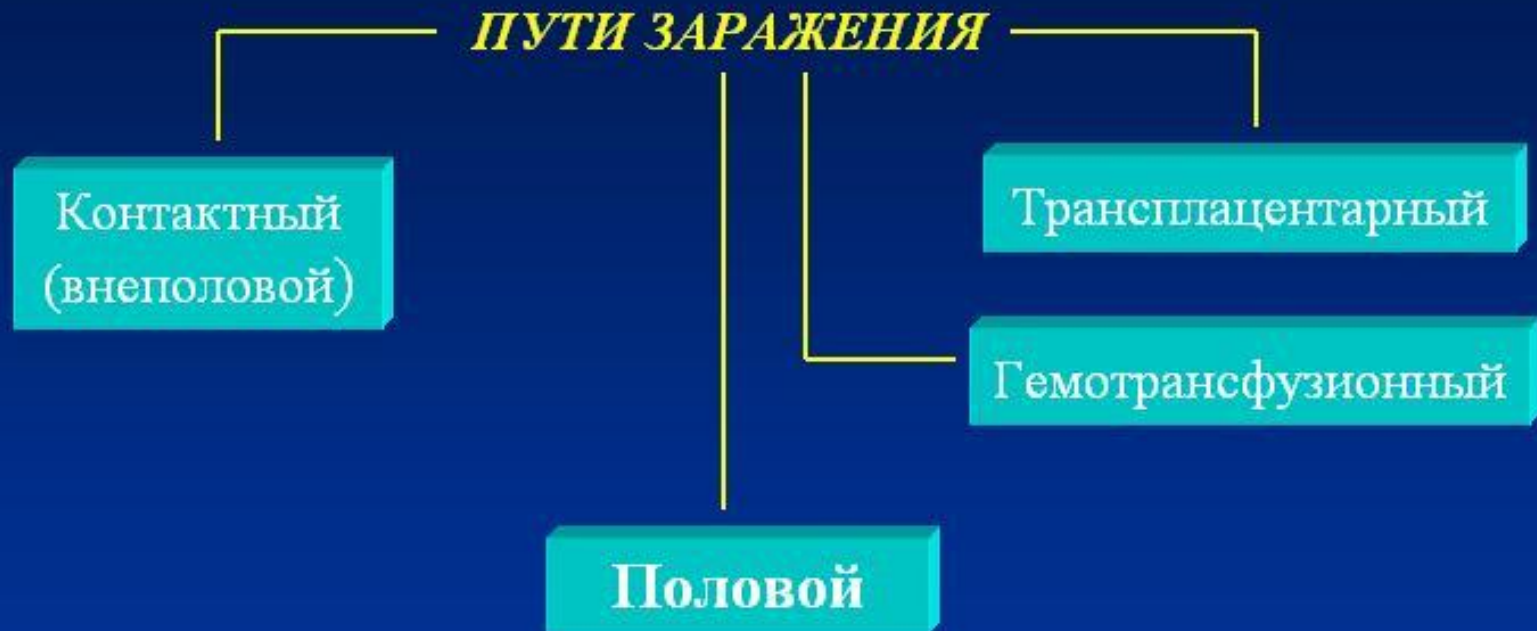 ПУТИ ЗАРАЖЕНИЯ
Контактный
(внеполовой)
Трансплацентарный
Гемотрансфузионный
Половой